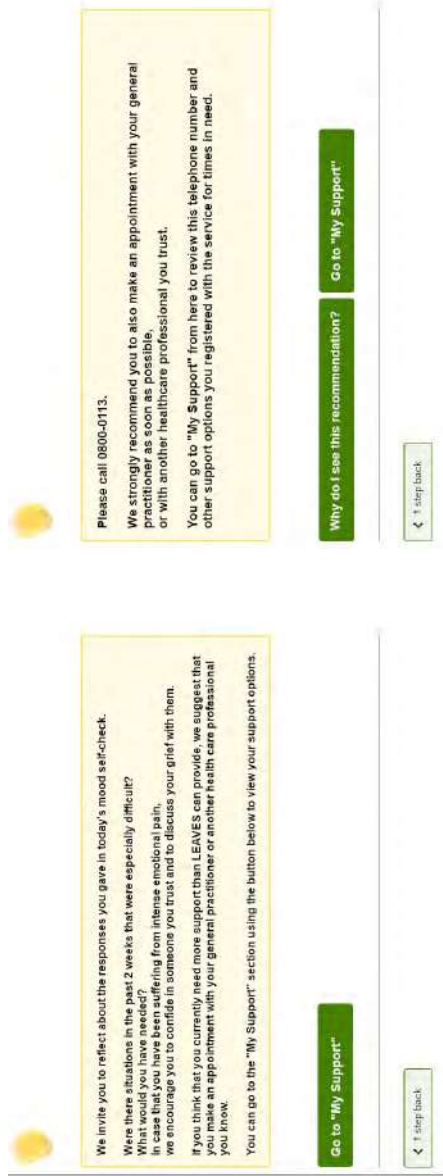 We invite you to reflect about the responses you gave in today's mood self-check.
Were there situations in the past 2 weeks that were especially difficult?
What would you have needed?
In case that you have been suffering from intense emotional pain,
we encourage you to confide in someone you trust and to discuss your grief with them.
If you think that you currently need more support than LEAVES can provide, we suggest that
you make an appointment with your general practitioner or another health care professional
you know.
You can go to the "My Support" section using the button below to view your support options.
Go to "My Support"
1 step back
Please call 0800-0113.
We strongly recommend you to also make an appointment with your general
practitioner as soon as possible,
or with another healthcare professional you trust.
You can go to "My Support" from here to review this telephone number and
other support options you registered with the service for times in need.
Why do I see this recommendation?
Go to "My Support"
1 step back